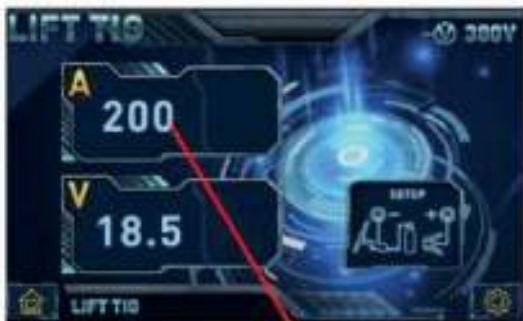 LIFT TIG
380V
A
200
V
18.5
SETUP
- +
LIFT TIG